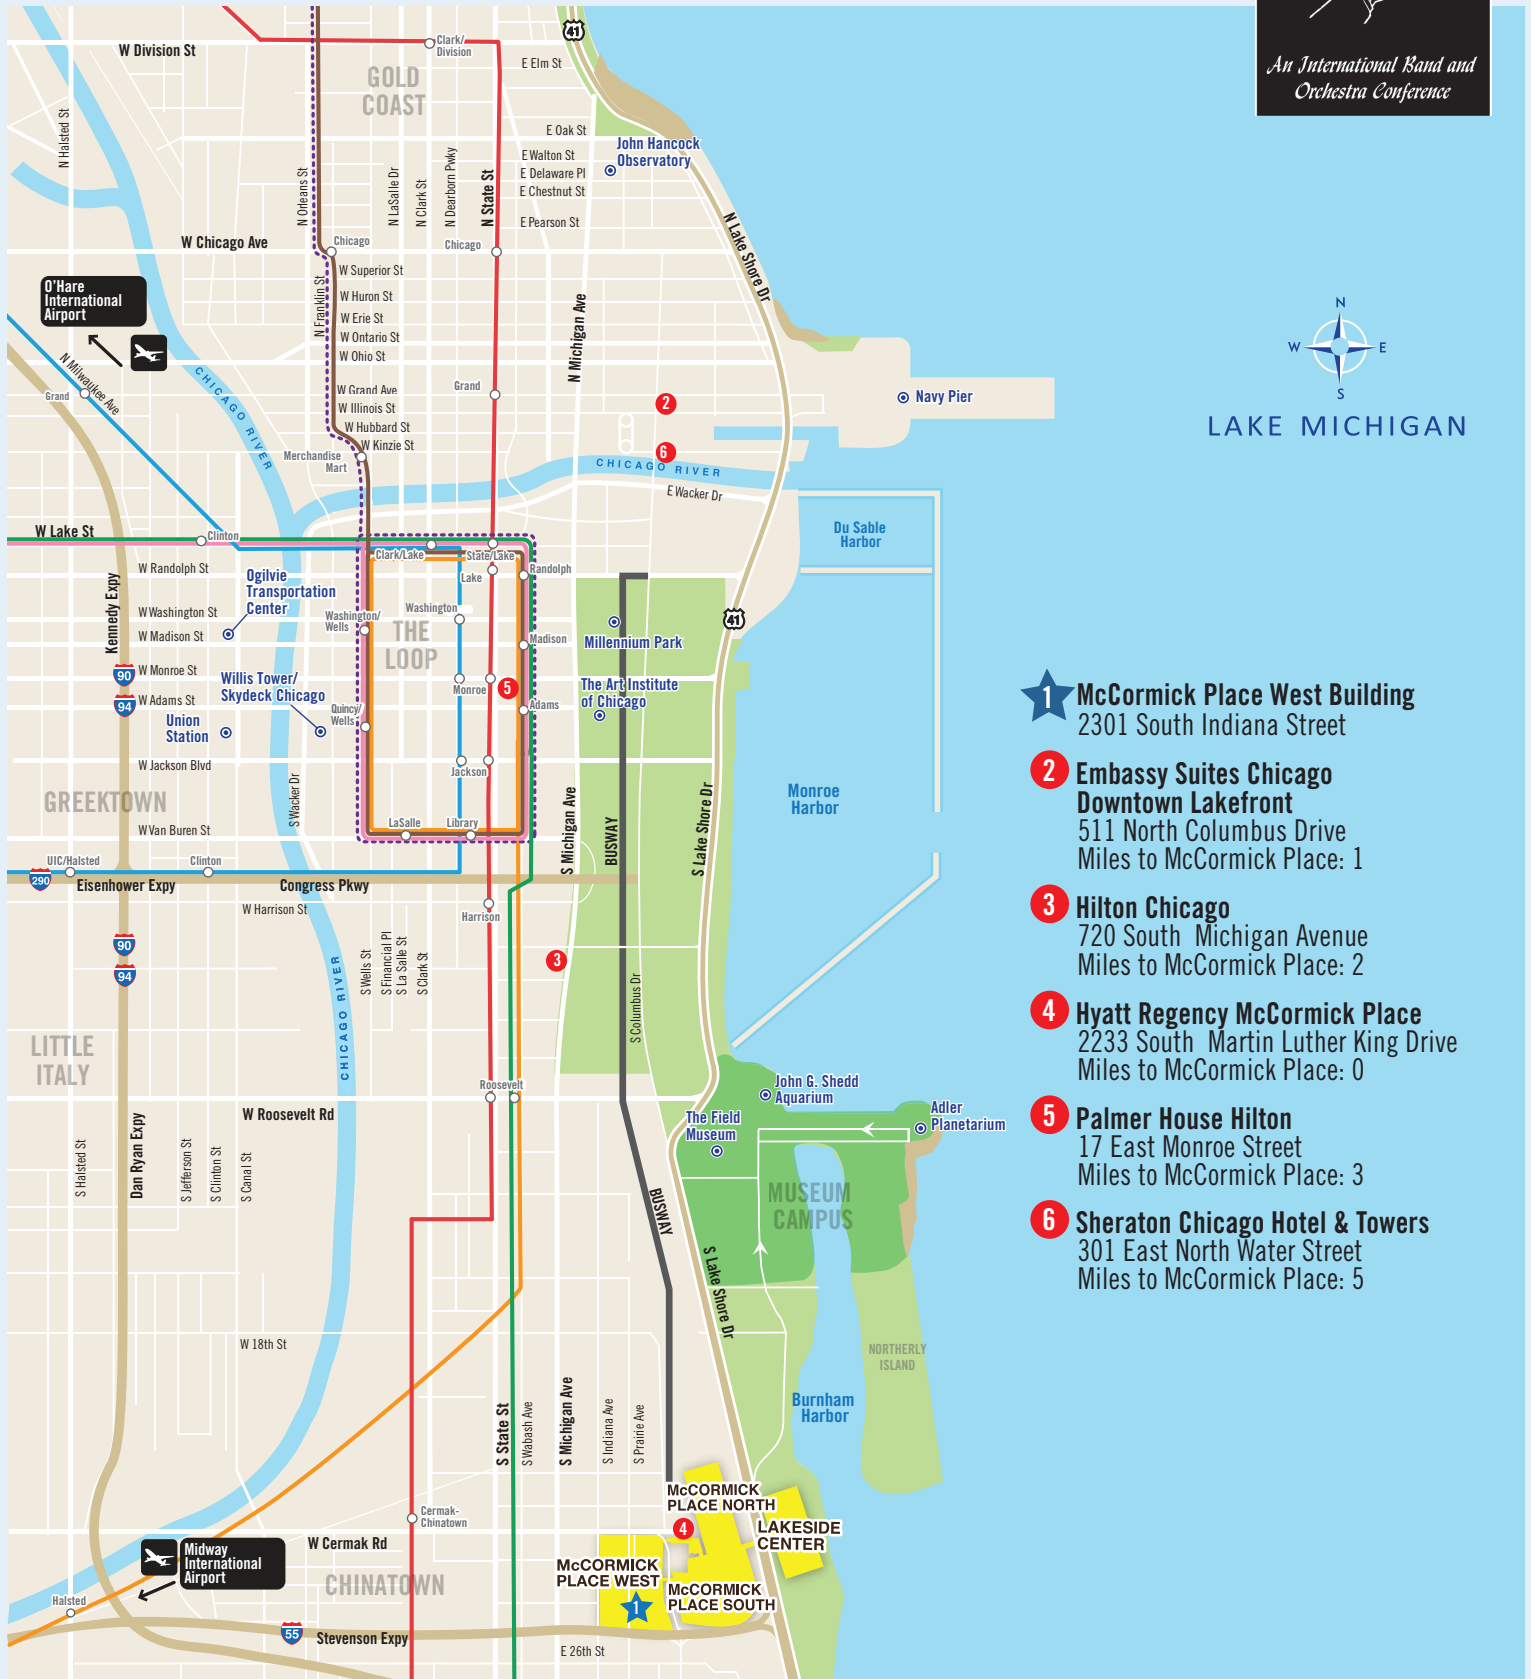 An International Band and
Orchestra Conference
41
Clark/
Division
W Division St
E Elm St
GOLD
COAST
N Halsted St
E Oak St
John Hancock
Observatory
E Walton St
E Delaware Pl
E Chestnut St
E Pearson St
N Orleans St
N LaSalle Dr
N Clark St
N Dearborn Pwky
N State St
N Lake Shore Dr
W Chicago Ave
Chicago
Chicago
W Superior St
O'Hare
International
Airport
N Franklin St
W Huron St
W Erie St
W Ontario St
W Ohio St
N Michigan Ave
N Milwaukee Ave
Grand
CHICAGO RIVER
W Grand Ave
Grand
W Illinois St
W Hubbard St
W Kinzie St
Merchandise
Mart
2
6
Navy Pier
N
W
E
S
LAKE MICHIGAN
CHICAGO RIVER
E Wacker Dr
W Lake St
Clinton
Clark/Lake
State/Lake
Lake
Randolph
Du Sable
Harbor
W Randolph St
Kennedy Expy
Ogilvie
Transportation
Center
W Washington St
W Madison St
Washington/
Wells
Washington
THE
LOOP
Madison
Millennium Park
41
90
94
W Monroe St
W Adams St
Willis Tower/
Skydeck Chicago
Union
Station
Monroe
5
Quincy/
Wells
Adams
The Art Institute
of Chicago
W Jackson Blvd
Jackson
GREEKTOWN
S Wacker Dr
W Van Buren St
LaSalle
Library
S Michigan Ave
BUSWAY
S Lake Shore Dr
Monroe
Harbor
UIC/Halsted
Clinton
290
Eisenhower Expy
Congress Pkwy
W Harrison St
Harrison
90
94
CHICAGO RIVER
S Wells St
S Financial Pl
S La Salle St
S Clark St
3
S Columbus Dr
LITTLE
ITALY
Roosevelt
W Roosevelt Rd
John G. Shedd
Aquarium
The Field
Museum
Adler
Planetarium
S Halsted St
Dan Ryan Expy
S Jefferson St
S Clinton St
S Canal St
BUSWAY
MUSEUM
CAMPUS
S Lake Shore Dr
W 18th St
NORTHERLY
ISLAND
Burnham
Harbor
S State St
S Wabash Ave
S Michigan Ave
S Indiana Ave
S Prairie Ave
Cermak-
Chinatown
McCORMICK
PLACE NORTH
4
LAKESIDE
CENTER
W Cermak Rd
Midway
International
Airport
McCORMICK
PLACE WEST
McCORMICK
PLACE SOUTH
1
CHINATOWN
Halsted
55
Stevenson Expy
E 26th St
1 McCormick Place West Building
2301 South Indiana Street
2 Embassy Suites Chicago
Downtown Lakefront
511 North Columbus Drive
Miles to McCormick Place: 1
3 Hilton Chicago
720 South Michigan Avenue
Miles to McCormick Place: 2
4 Hyatt Regency McCormick Place
2233 South Martin Luther King Drive
Miles to McCormick Place: 0
5 Palmer House Hilton
17 East Monroe Street
Miles to McCormick Place: 3
6 Sheraton Chicago Hotel & Towers
301 East North Water Street
Miles to McCormick Place: 5